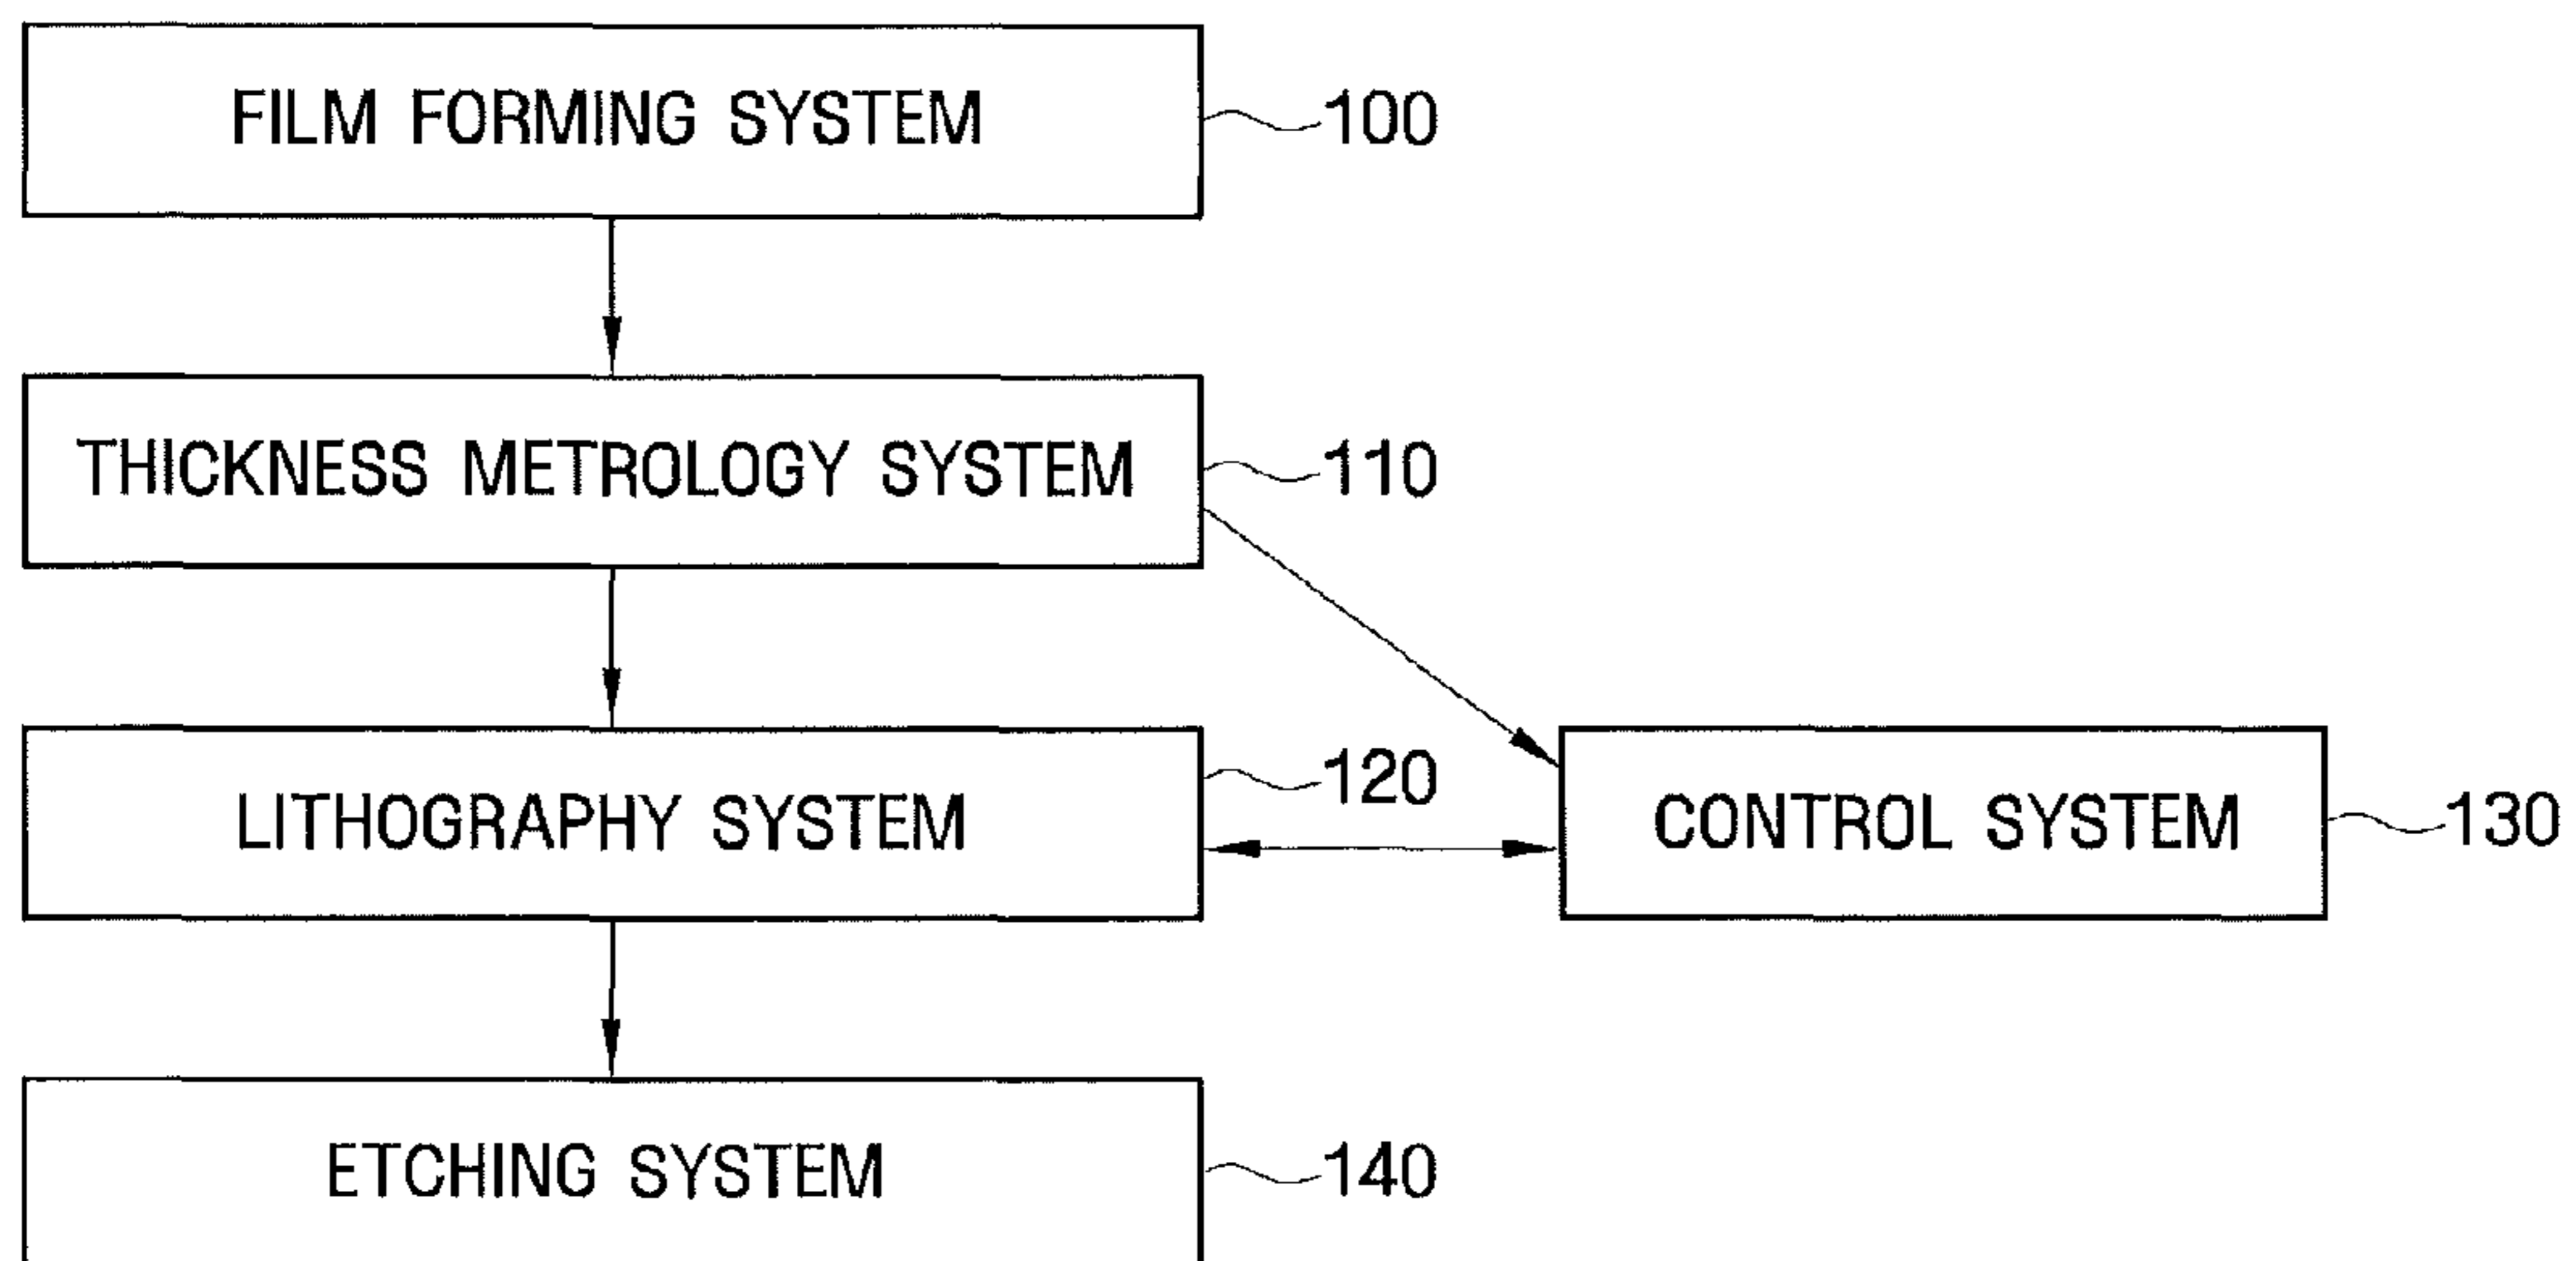 FILM FORMING SYSTEM 100
THICKNESS METROLOGY SYSTEM 110
LITHOGRAPHY SYSTEM 120
CONTROL SYSTEM 130
ETCHING SYSTEM 140